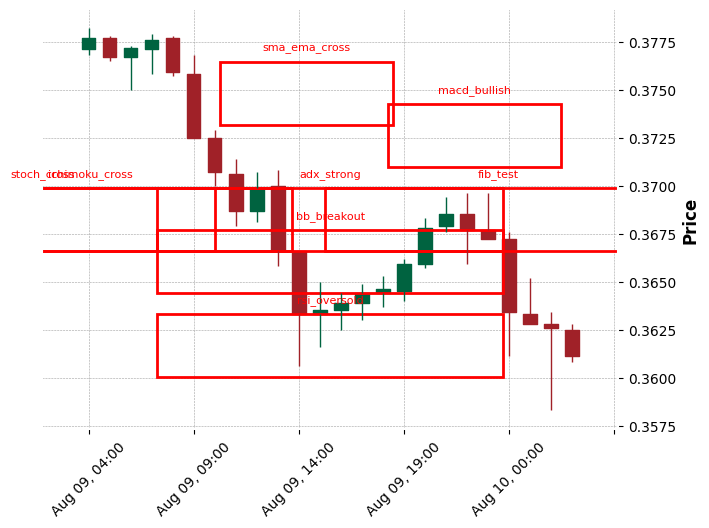 sma_ema_cross
0.3775
macd_bullish
0.3750
0.3725
stoch_cross
ichimoku_cross
adx_strong
fib_test
0.3700
bb_breakout
0.3675
Price
0.3650
rsi_oversold
0.3625
0.3600
0.3575
Aug 09, 04:00
Aug 09, 09:00
Aug 09, 14:00
Aug 09, 19:00
Aug 10, 00:00